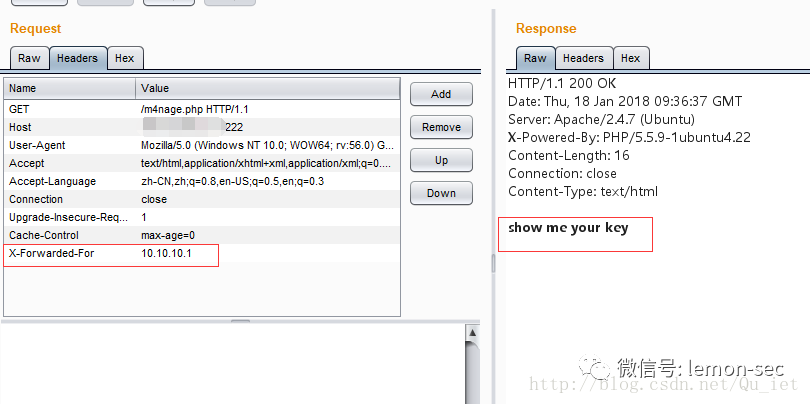 Request
Raw Headers Hex
Name Value
GET /m4nage.php HTTP/1.1
Host 222
User-Agent Mozilla/5.0 (Windows NT 10.0; WOW64; rv:56.0) G...
Accept text/html,application/xhtml+xml,application/xml;q=0....
Accept-Language zh-CN,zh;q=0.8,en-US;q=0.5,en;q=0.3
Connection close
Upgrade-Insecure-Req... 1
Cache-Control max-age=0
X-Forwarded-For 10.10.10.1
Add
Remove
Up
Down
Response
Raw Headers Hex
HTTP/1.1 200 OK
Date: Thu, 18 Jan 2018 09:36:37 GMT
Server: Apache/2.4.7 (Ubuntu)
X-Powered-By: PHP/5.5.9-1ubuntu4.22
Content-Length: 16
Connection: close
Content-Type: text/html
show me your key
微信号: lemon-sec
http://blog.csdn.net/Qu_iet